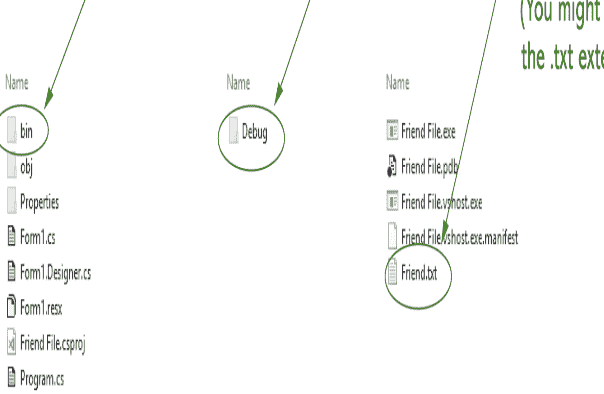 (You might
the .txt exte
Name
bin
obj
Properties
Form1.cs
Form1.Designer.cs
Form1.resx
Friend File.csproj
Program.cs
Name
Debug
Name
Friend File.exe
Friend File.pdb
Friend File.vshost.exe
Friend File.vshost.exe.manifest
Friend.txt